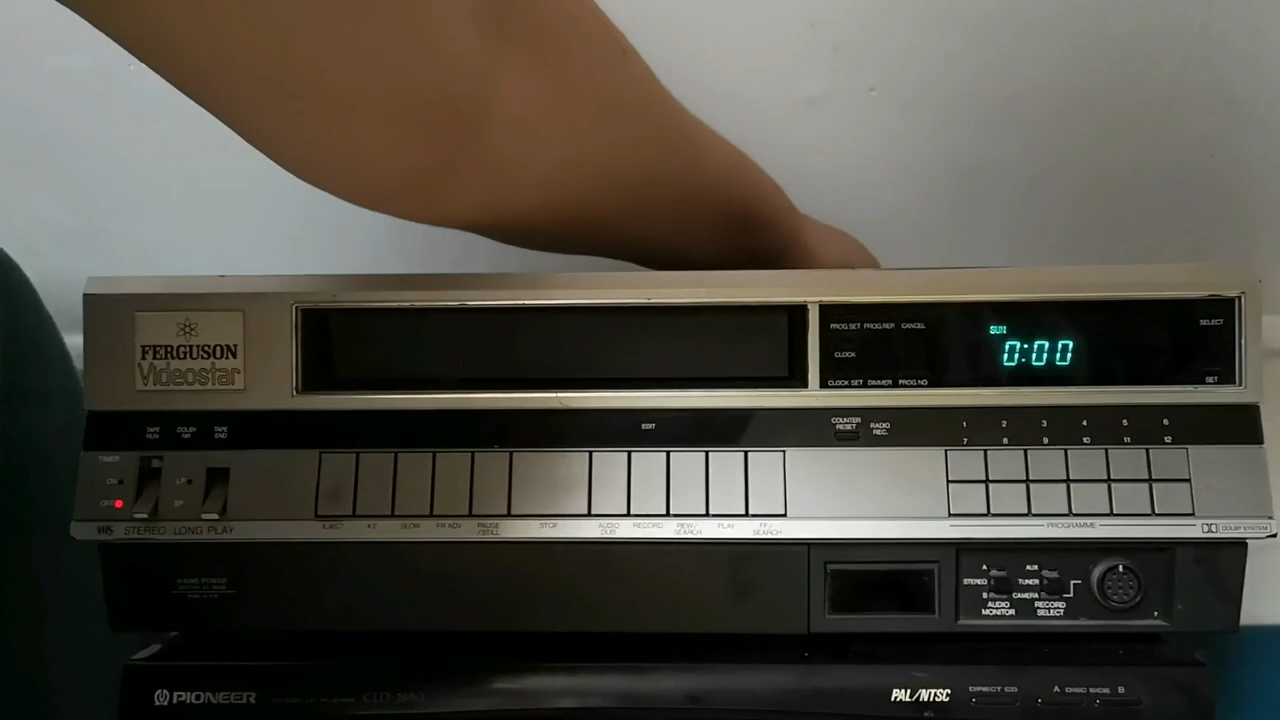 FERGUSON
Videostar
PROG.SET PROG.REP CANCEL
SUN
SELECT
CLOCK
0:00
CLOCK SET DIMMER PROG NO
SET
TAPE RUN
DOLBY NR
TAPE END
EDIT
COUNTER RESET
RADIO REC.
1 2 3 4 5 6
7 8 9 10 11 12
TIMER
ON
OFF
LP
SP
EJECT
X2
SLOW
FR ADV
PAUSE /STILL
STOP
AUDIO DUB
RECORD
REW/ SEARCH
PLAY
FF/ SEARCH
PROGRAMME
VHS STEREO LONG PLAY
DOLBY SYSTEM
MAINS POWER
A
STEREO
B
AUDIO MONITOR
AUX
TUNER
CAMERA
RECORD SELECT
PIONEER
PAL/NTSC
DIRECT CD
A DISC SIDE B